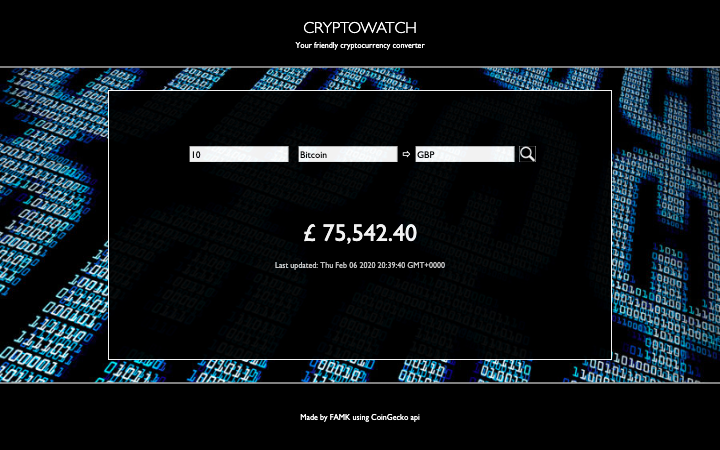 CRYPTOWATCH
Your friendly cryptocurrency converter
10 Bitcoin ⇨ GBP
£ 75,542.40
Last updated: Thu Feb 06 2020 20:39:40 GMT+0000
Made by FAMK using CoinGecko api